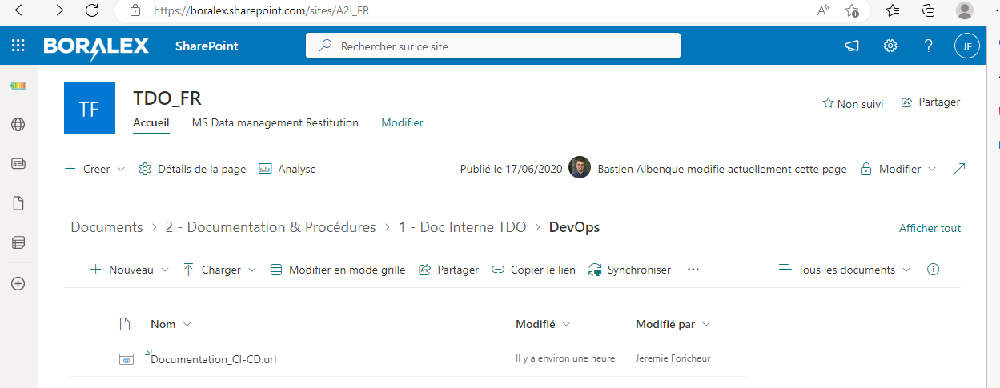 https://boralex.sharepoint.com/sites/A2I_FR
BORALEX SharePoint Rechercher sur ce site JF
TF TDO_FR
Non suivi Partager
Accueil MS Data management Restitution Modifier
Créer Détails de la page Analyse Publié le 17/06/2020 Bastien Albenque modifie actuellement cette page Modifier
Documents > 2 - Documentation & Procédures > 1 - Doc Interne TDO > DevOps Afficher tout
Nouveau Charger Modifier en mode grille Partager Copier le lien Synchroniser ... Tous les documents
Nom Modifié Modifié par
Documentation_CI-CD.url Il y a environ une heure Jeremie Foricheur